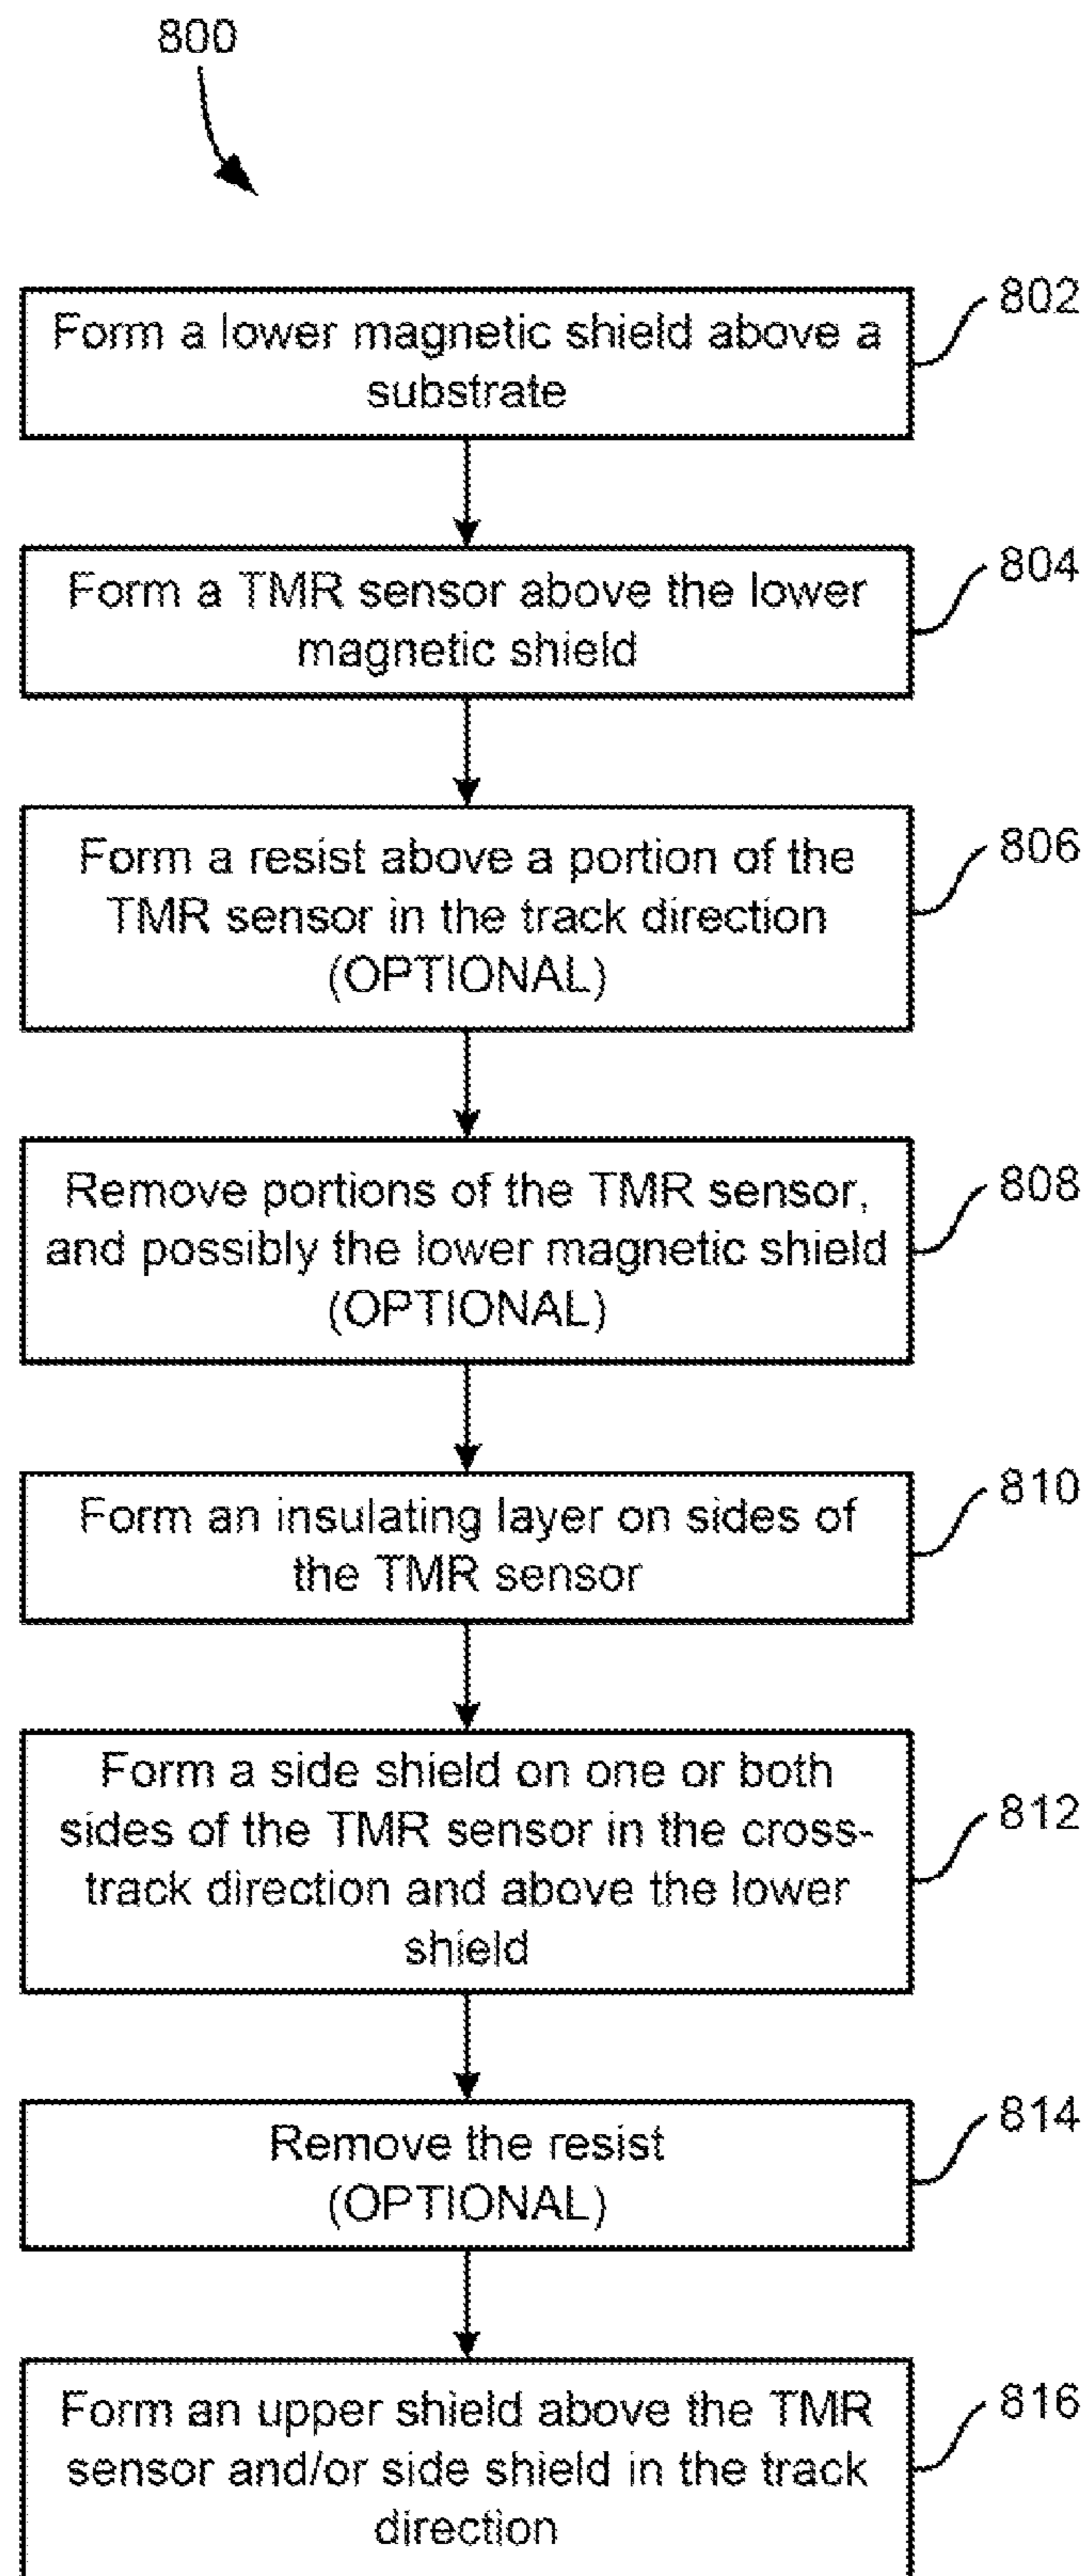 800
Form a lower magnetic shield above a
substrate
802
Form a TMR sensor above the lower
magnetic shield
804
Form a resist above a portion of the
TMR sensor in the track direction
(OPTIONAL)
806
Remove portions of the TMR sensor,
and possibly the lower magnetic shield
(OPTIONAL)
808
Form an insulating layer on sides of
the TMR sensor
810
Form a side shield on one or both
sides of the TMR sensor in the cross-
track direction and above the lower
shield
812
Remove the resist
(OPTIONAL)
814
Form an upper shield above the TMR
sensor and/or side shield in the track
direction
816